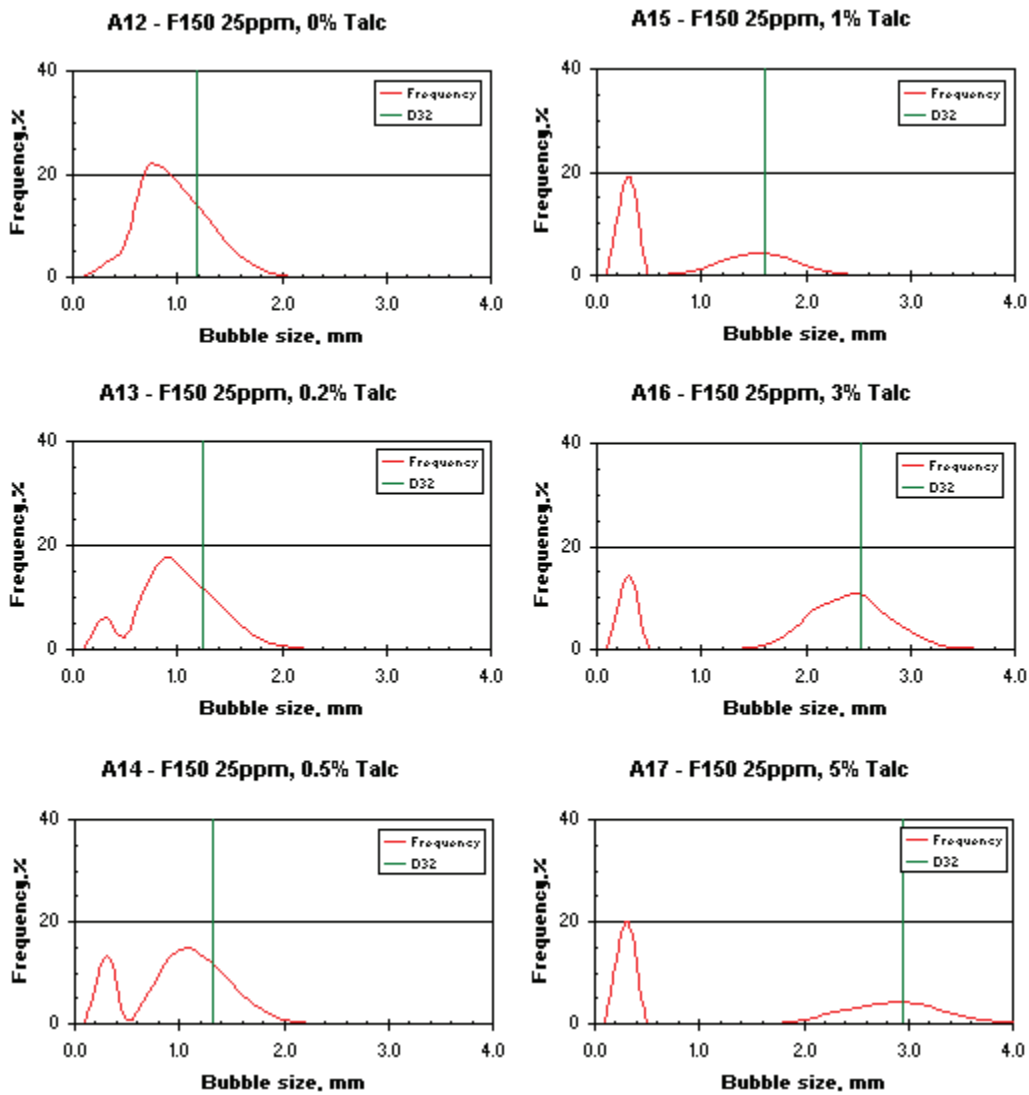 A12 - F150 25ppm, 0% Talc
Frequency,%
40
20
0
Frequency
D32
0.0 1.0 2.0 3.0 4.0
Bubble size, mm
A15 - F150 25ppm, 1% Talc
Frequency,%
40
20
0
Frequency
D32
0.0 1.0 2.0 3.0 4.0
Bubble size, mm
A13 - F150 25ppm, 0.2% Talc
Frequency,%
40
20
0
Frequency
D32
0.0 1.0 2.0 3.0 4.0
Bubble size, mm
A16 - F150 25ppm, 3% Talc
Frequency,%
40
20
0
Frequency
D32
0.0 1.0 2.0 3.0 4.0
Bubble size, mm
A14 - F150 25ppm, 0.5% Talc
Frequency,%
40
20
0
Frequency
D32
0.0 1.0 2.0 3.0 4.0
Bubble size, mm
A17 - F150 25ppm, 5% Talc
Frequency,%
40
20
0
Frequency
D32
0.0 1.0 2.0 3.0 4.0
Bubble size, mm